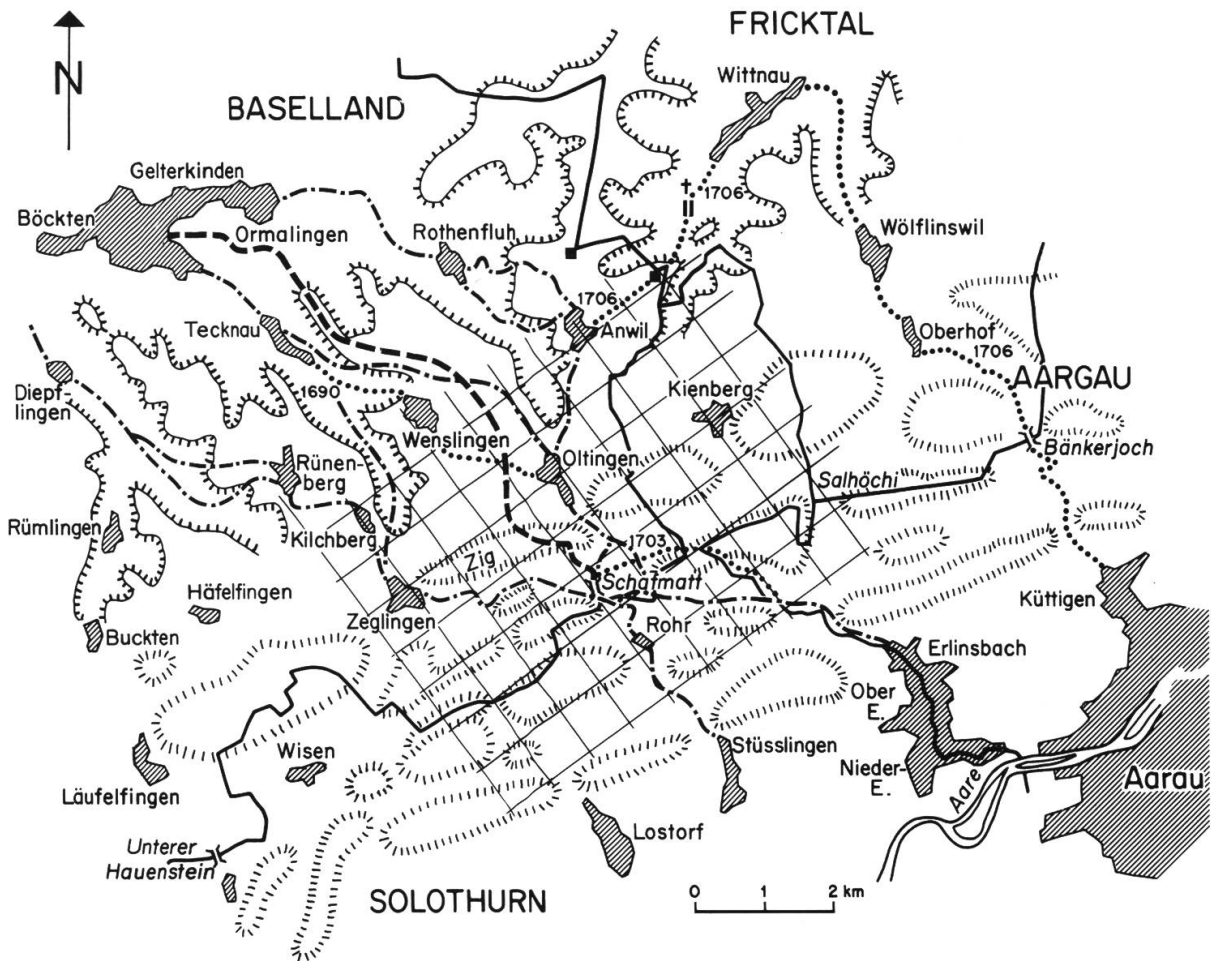 FRICKTAL
N
Wittnau
BASELLAND
Gelterkinden
1706
Böckten
Ormalingen
Rothenfluh
Wölflinswil
1706
Tecknau
Anwil
Oberhof
1706
AARGAU
Kienberg
Diepf-
lingen
1690
Wenslingen
Oltingen
Bänkerjoch
Rünen-
berg
Salhöchi
Rümlingen
Kilchberg
Zig
1703
Schafmatt
Häfelfingen
Küttigen
Zeglingen
Rohr
Buckten
Erlinsbach
Ober
E.
Wisen
Stüsslingen
Läufelfingen
Nieder-
E.
Aare
Aarau
Lostorf
Unterer
Hauenstein
0 1 2 km
SOLOTHURN